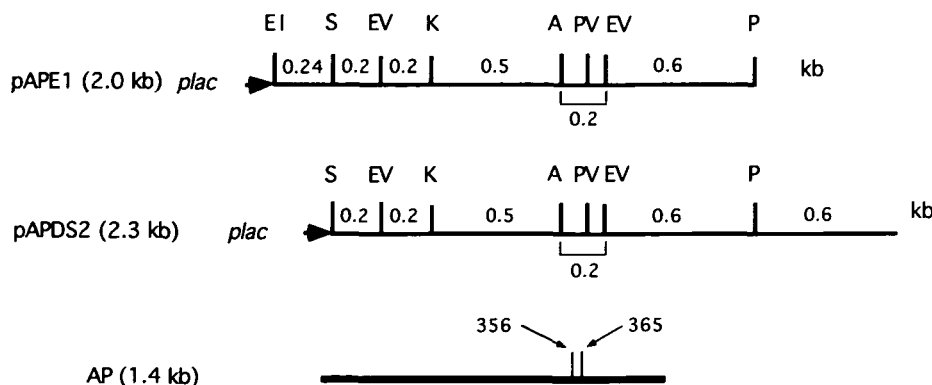 EI S EV K A PV EV P
pAPE1 (2.0 kb) plac 0.24 0.2 0.2 0.5 0.6 kb
0.2
S EV K A PV EV P
pAPDS2 (2.3 kb) plac 0.2 0.2 0.5 0.6 0.6 kb
0.2
356 365
AP (1.4 kb)